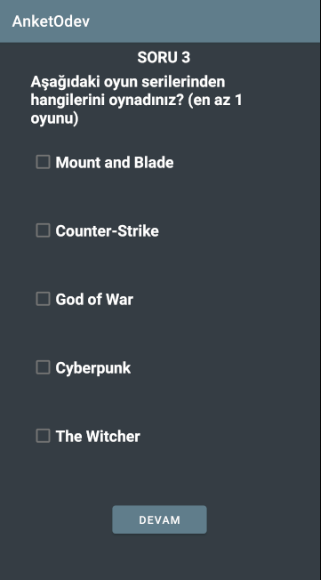 AnketOdev
SORU 3
Aşağıdaki oyun serilerinden
hangilerini oynadınız? (en az 1
oyunu)
Mount and Blade
Counter-Strike
God of War
Cyberpunk
The Witcher
DEVAM